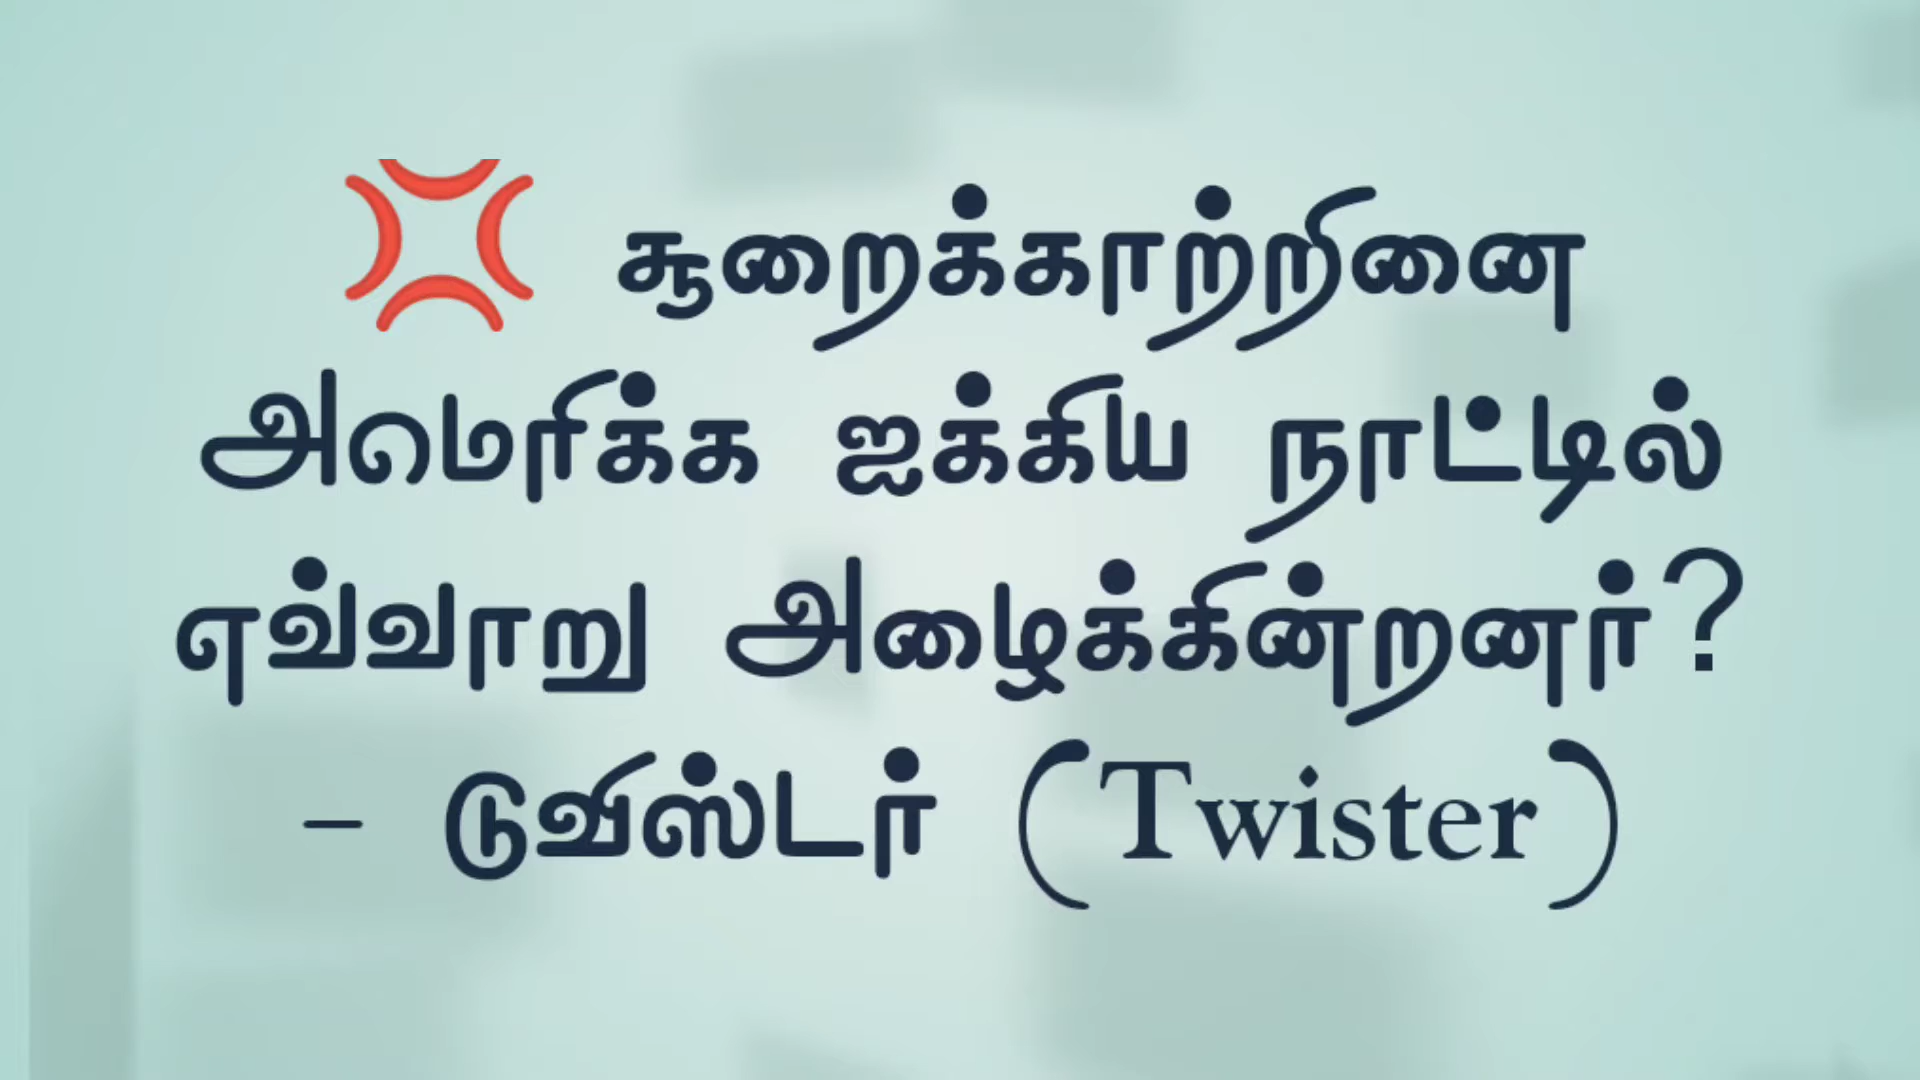 💢 சூறைக்காற்றினை
அமெரிக்க ஐக்கிய நாட்டில்
எவ்வாறு அழைக்கின்றனர்?
- டுவிஸ்டர் (Twister)